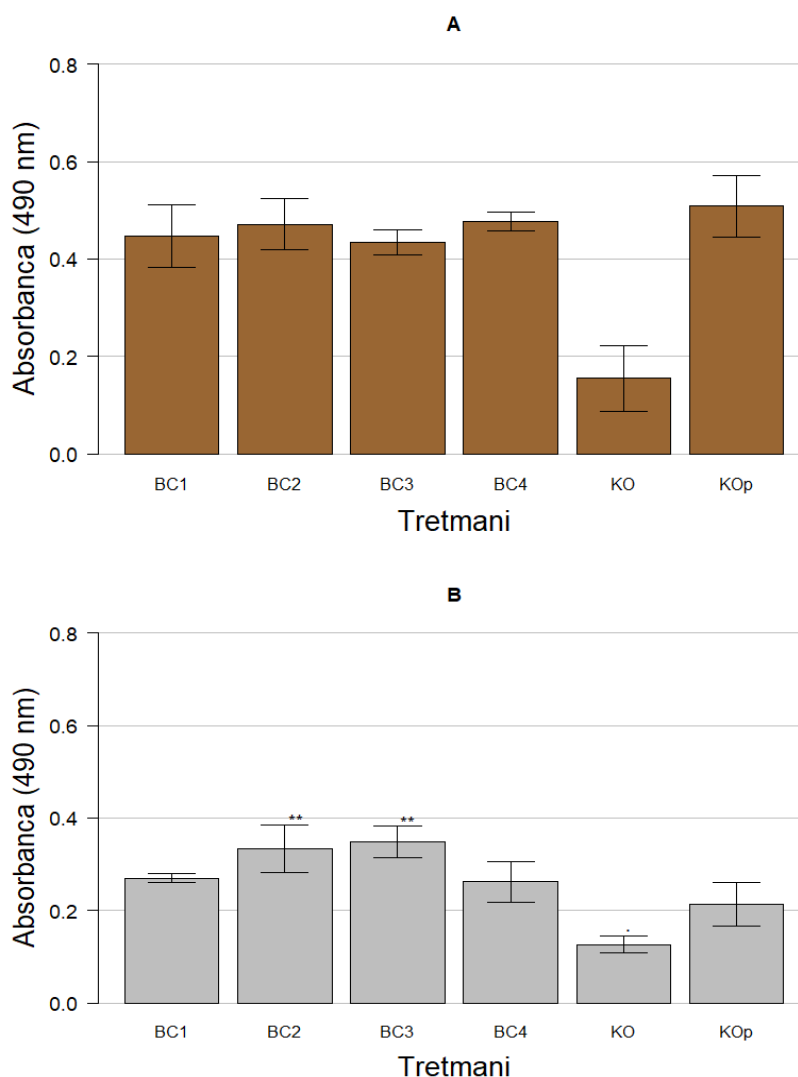 A
0.8
0.6
0.4
0.2
0.0
Absorbanca (490 nm)
BC1 BC2 BC3 BC4 KO KOp
Tretmani
B
0.8
0.6
0.4
0.2
0.0
Absorbanca (490 nm)
** **
.
BC1 BC2 BC3 BC4 KO KOp
Tretmani